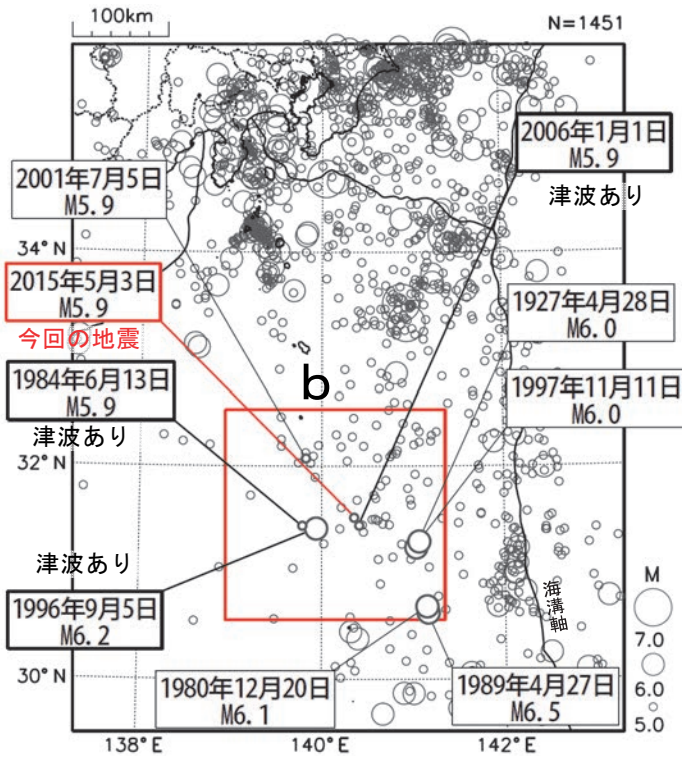 100km
N=1451
2006年1月1日
M5.9
津波あり
2001年7月5日
M5.9
34°N
2015年5月3日
M5.9
今回の地震
1927年4月28日
M6.0
1984年6月13日
M5.9
津波あり
b
1997年11月11日
M6.0
32°N
津波あり
1996年9月5日
M6.2
海溝軸
M
7.0
6.0
5.0
30°N
1980年12月20日
M6.1
1989年4月27日
M6.5
138°E
140°E
142°E